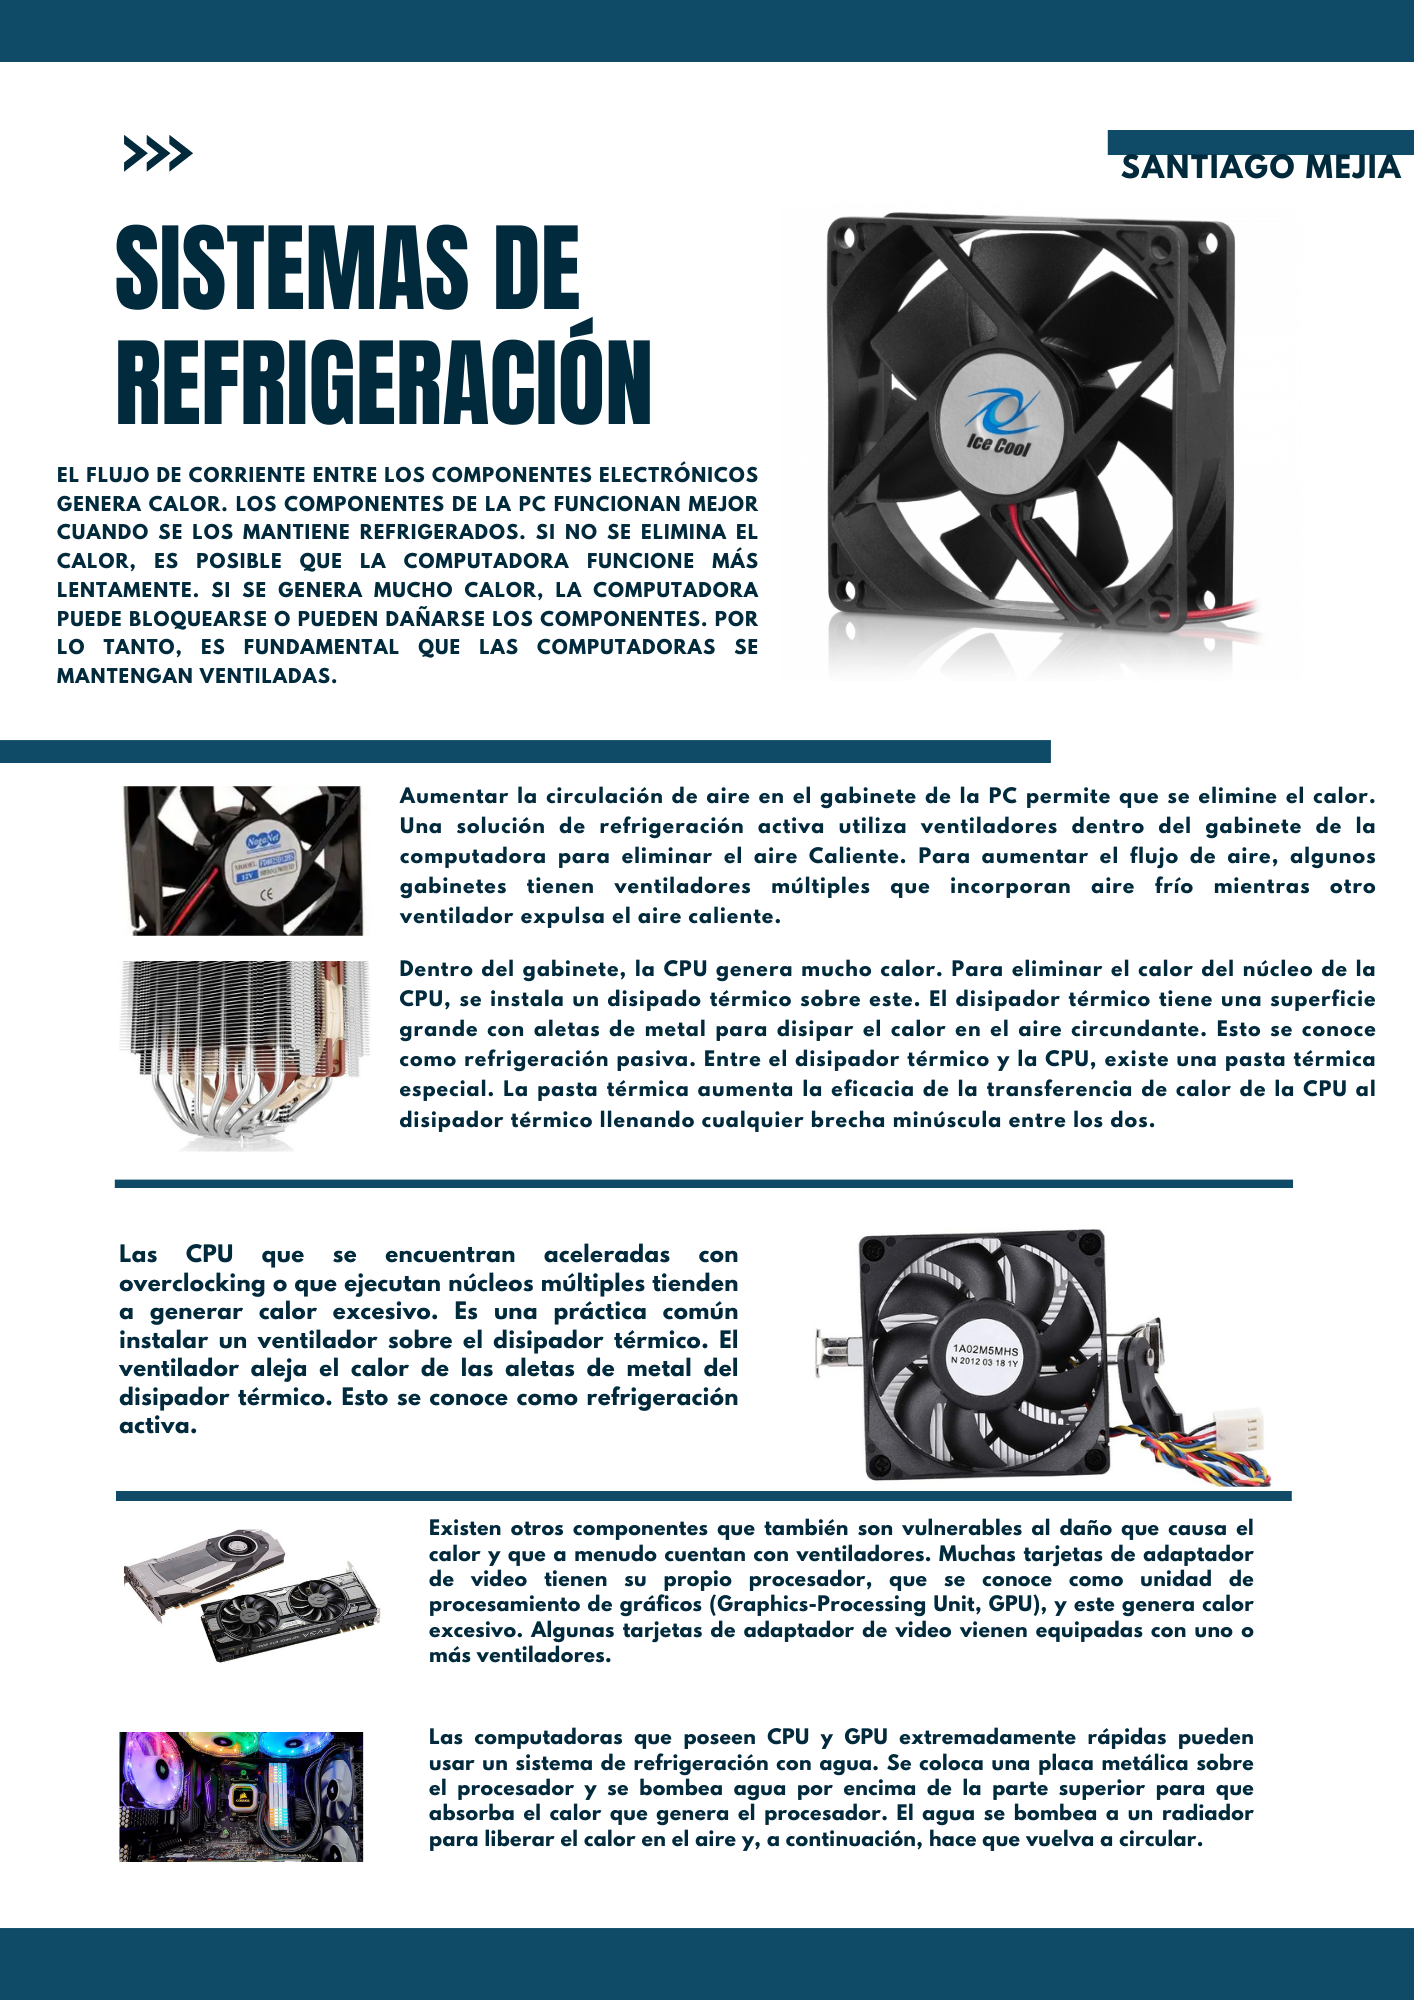 >>>
SANTIAGO MEJIA
SISTEMAS DE
REFRIGERACIÓN
Ice Cool
EL FLUJO DE CORRIENTE ENTRE LOS COMPONENTES ELECTRÓNICOS
GENERA CALOR. LOS COMPONENTES DE LA PC FUNCIONAN MEJOR
CUANDO SE LOS MANTIENE REFRIGERADOS. SI NO SE ELIMINA EL
CALOR, ES POSIBLE QUE LA COMPUTADORA FUNCIONE MÁS
LENTAMENTE. SI SE GENERA MUCHO CALOR, LA COMPUTADORA
PUEDE BLOQUEARSE O PUEDEN DAÑARSE LOS COMPONENTES. POR
LO TANTO, ES FUNDAMENTAL QUE LAS COMPUTADORAS SE
MANTENGAN VENTILADAS.
12V
CE
Aumentar la circulación de aire en el gabinete de la PC permite que se elimine el calor.
Una solución de refrigeración activa utiliza ventiladores dentro del gabinete de la
computadora para eliminar el aire Caliente. Para aumentar el flujo de aire, algunos
gabinetes tienen ventiladores múltiples que incorporan aire frío mientras otro
ventilador expulsa el aire caliente.
Dentro del gabinete, la CPU genera mucho calor. Para eliminar el calor del núcleo de la
CPU, se instala un disipado térmico sobre este. El disipador térmico tiene una superficie
grande con aletas de metal para disipar el calor en el aire circundante. Esto se conoce
como refrigeración pasiva. Entre el disipador térmico y la CPU, existe una pasta térmica
especial. La pasta térmica aumenta la eficacia de la transferencia de calor de la CPU al
disipador térmico llenando cualquier brecha minúscula entre los dos.
Las CPU que se encuentran aceleradas con
overclocking o que ejecutan núcleos múltiples tienden
a generar calor excesivo. Es una práctica común
instalar un ventilador sobre el disipador térmico. El
ventilador aleja el calor de las aletas de metal del
disipador térmico. Esto se conoce como refrigeración
activa.
1A02M5MHS
N 2012 03 18 1Y
Existen otros componentes que también son vulnerables al daño que causa el
calor y que a menudo cuentan con ventiladores. Muchas tarjetas de adaptador
de video tienen su propio procesador, que se conoce como unidad de
procesamiento de gráficos (Graphics-Processing Unit, GPU), y este genera calor
excesivo. Algunas tarjetas de adaptador de video vienen equipadas con uno o
más ventiladores.
EVGA
Las computadoras que poseen CPU y GPU extremadamente rápidas pueden
usar un sistema de refrigeración con agua. Se coloca una placa metálica sobre
el procesador y se bombea agua por encima de la parte superior para que
absorba el calor que genera el procesador. El agua se bombea a un radiador
para liberar el calor en el aire y, a continuación, hace que vuelva a circular.